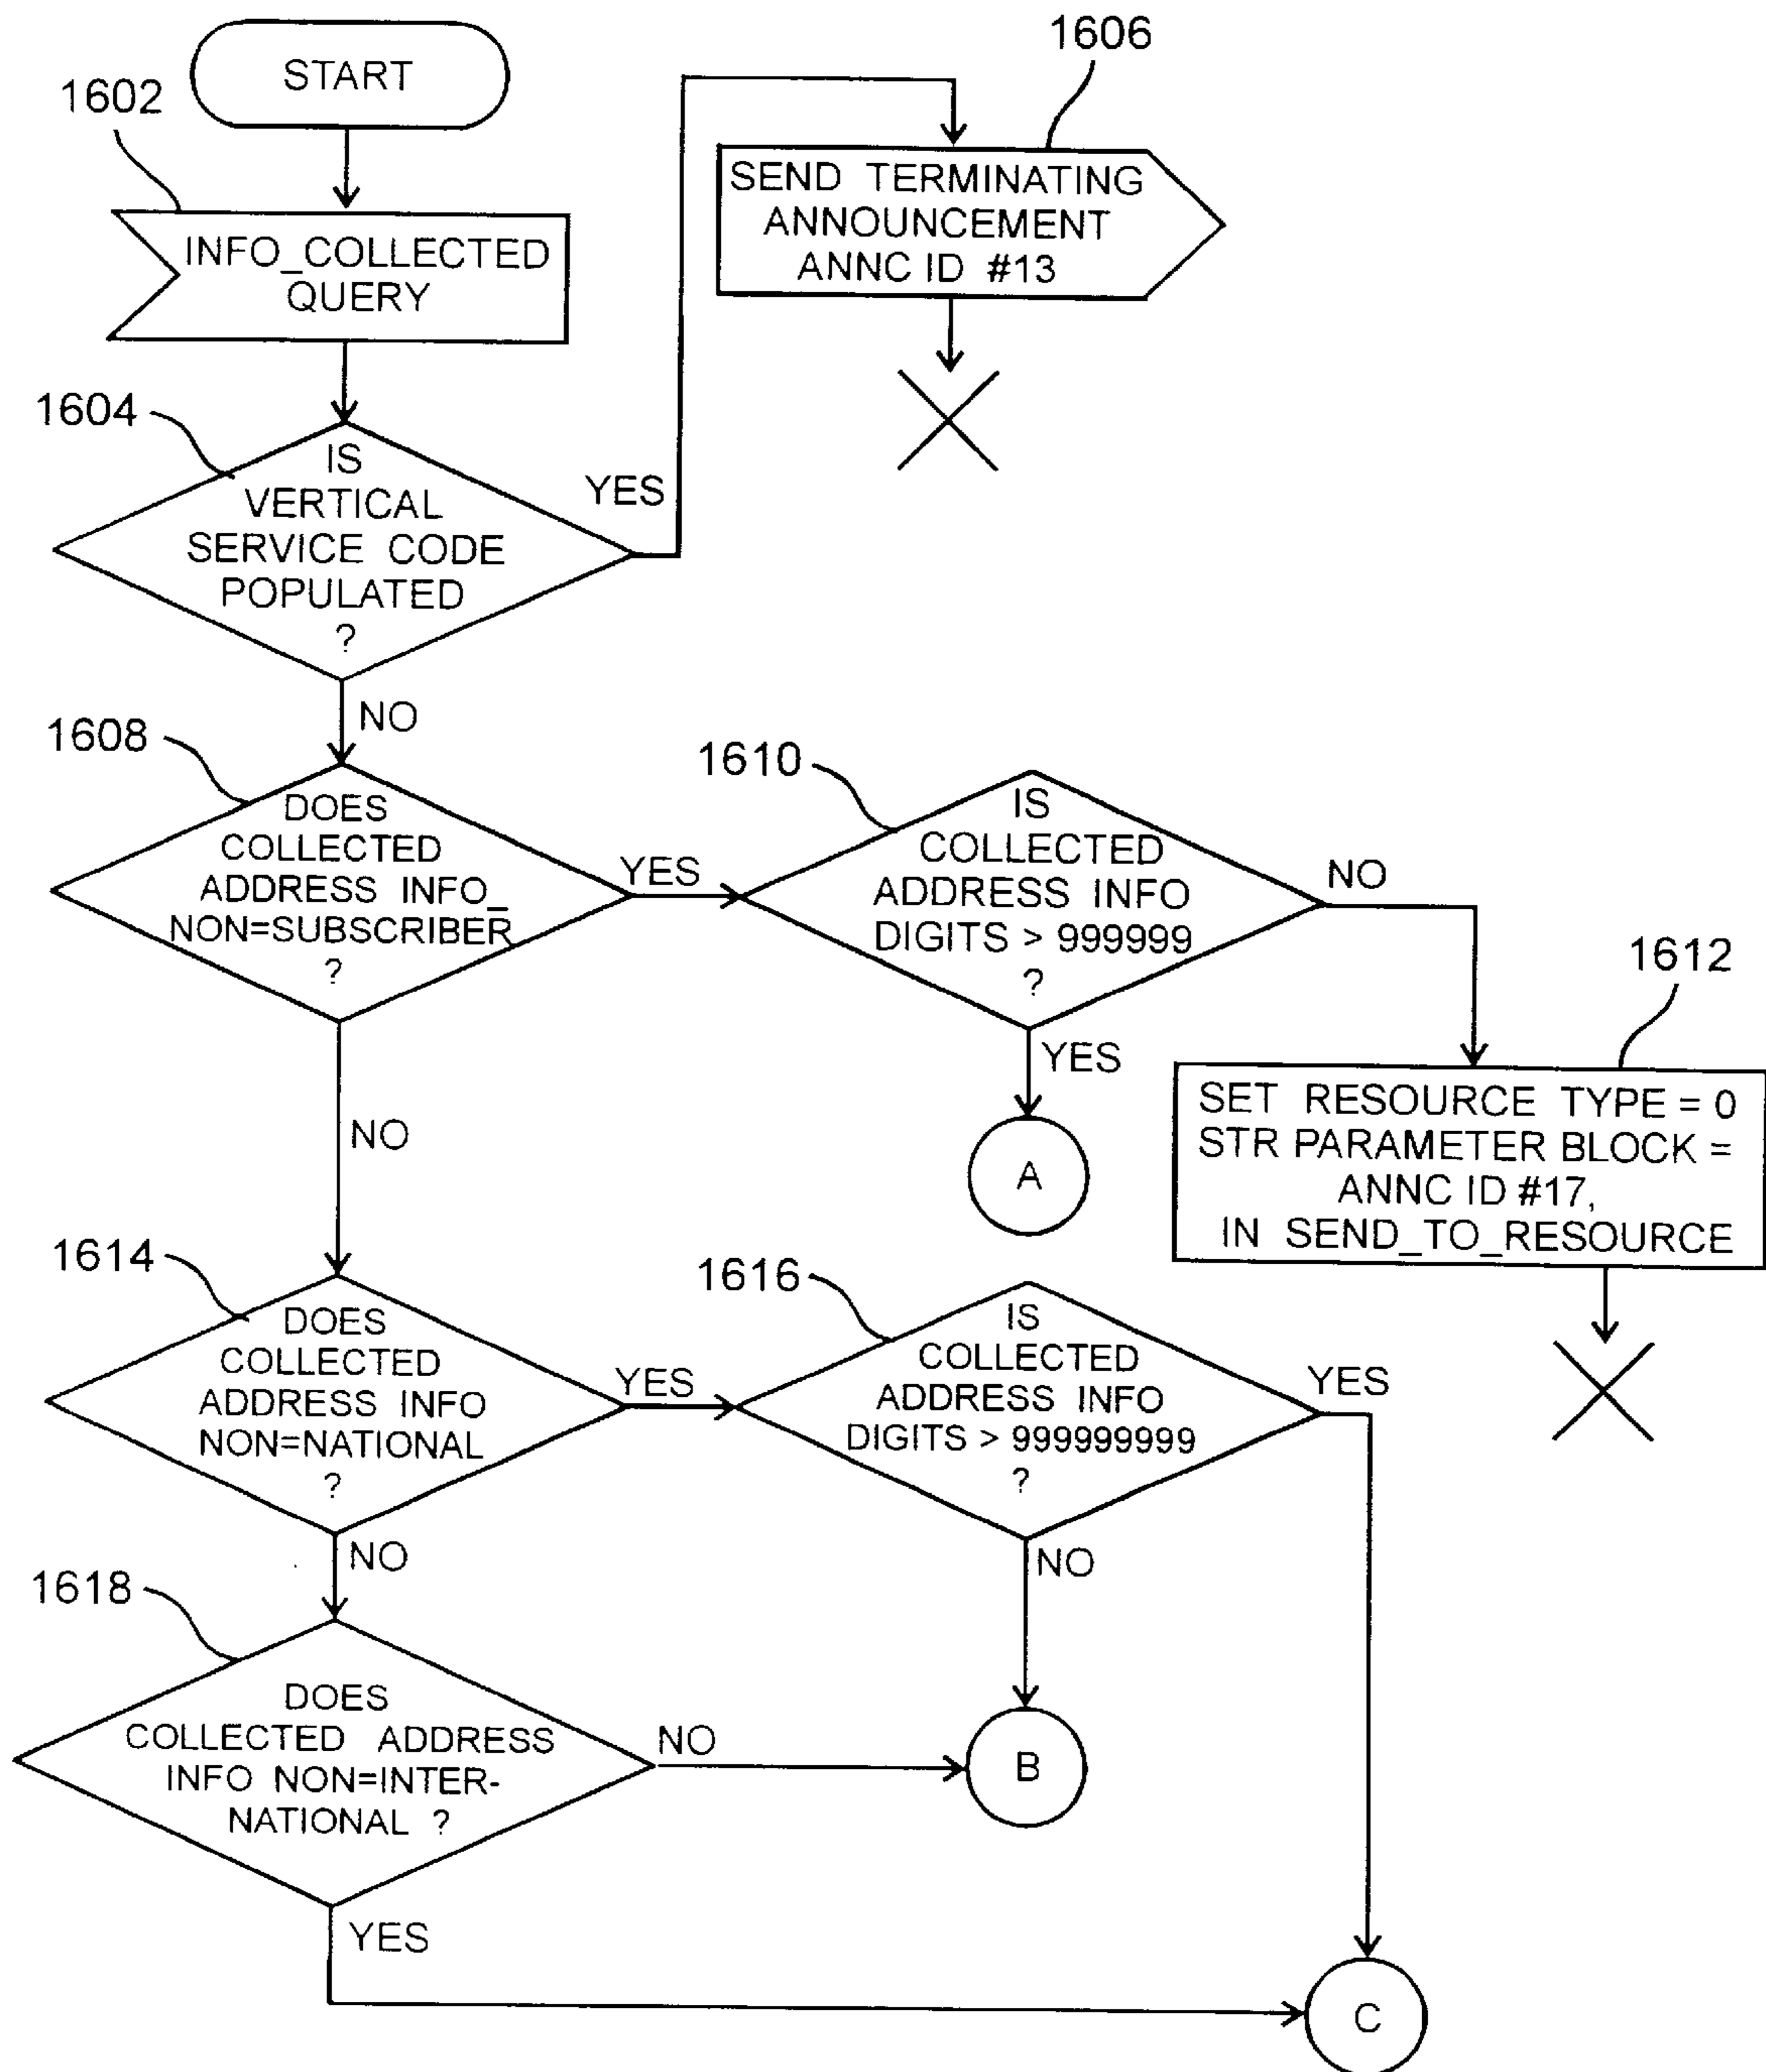 1606
START
1602
SEND TERMINATING
ANNOUNCEMENT
ANNC ID #13
INFO_COLLECTED
QUERY
1604
IS
VERTICAL
SERVICE CODE
POPULATED
?
YES
NO
1608
DOES
COLLECTED
ADDRESS INFO_
NON=SUBSCRIBER
?
YES
1610
IS
COLLECTED
ADDRESS INFO
DIGITS > 999999
?
NO
1612
YES
SET RESOURCE TYPE = 0
STR PARAMETER BLOCK =
ANNC ID #17,
IN SEND_TO_RESOURCE
A
NO
1614
DOES
COLLECTED
ADDRESS INFO
NON=NATIONAL
?
YES
1616
IS
COLLECTED
ADDRESS INFO
DIGITS > 999999999
?
YES
NO
NO
1618
DOES
COLLECTED ADDRESS
INFO NON=INTER-
NATIONAL ?
NO
B
YES
C